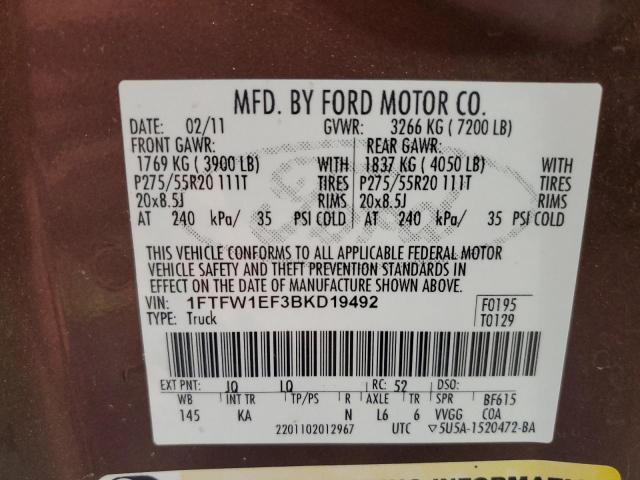 MFD. BY FORD MOTOR CO.
DATE: 02/11 GVWR: 3266 KG ( 7200 LB)
FRONT GAWR: REAR GAWR:
1769 KG ( 3900 LB) WITH 1837 KG ( 4050 LB) WITH
P275/55R20 111T TIRES P275/55R20 111T TIRES
20x8.5J RIMS 20x8.5J RIMS
AT 240 kPa/ 35 PSI COLD AT 240 kPa/ 35 PSI COLD
THIS VEHICLE CONFORMS TO ALL APPLICABLE FEDERAL MOTOR
VEHICLE SAFETY AND THEFT PREVENTION STANDARDS IN
EFFECT ON THE DATE OF MANUFACTURE SHOWN ABOVE.
VIN: 1FTFW1EF3BKD19492 F0195
TYPE: Truck T0129
EXT PNT: JQ LQ RC: 52 DSO:
WB INT TR TP/PS R AXLE TR SPR BF615
145 KA N L6 6 VVGG COA
2201102012967 UTC ▽5U5A-1520472-BA